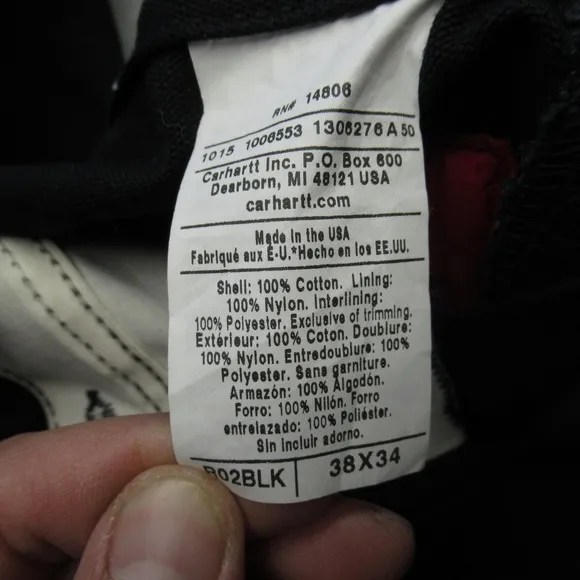 RN# 14806
1015 1006553 1306276 A 50
Carhartt Inc. P.O. Box 600
Dearborn, MI 48121 USA
carhartt.com
Made in the USA
Fabriqué aux É-U.*Hecho en los EE.UU.
Shell: 100% Cotton. Lining:
100% Nylon. Interlining:
100% Polyester. Exclusive of trimming.
Extérieur: 100% Coton. Doublure:
100% Nylon. Entredoublure: 100%
Polyester. Sans garniture.
Armazón: 100% Algodón.
Forro: 100% Nilón. Forro
entrelazado: 100% Poliéster.
Sin incluir adorno.
B02BLK 38X34